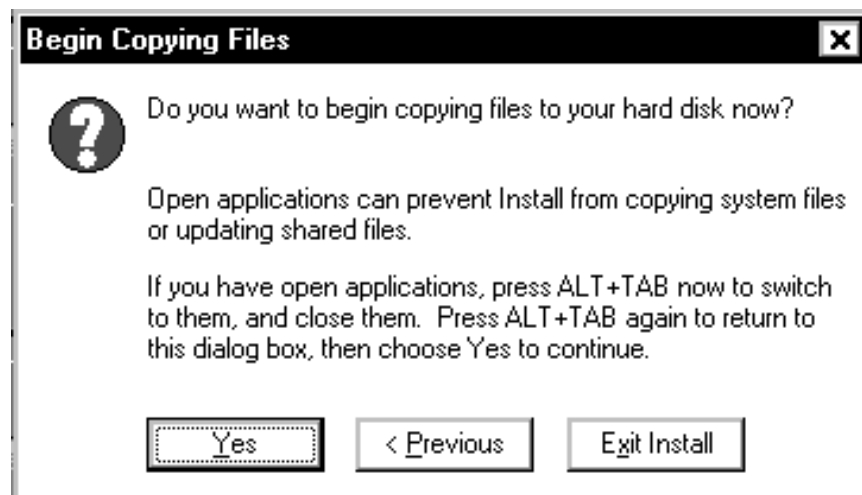 Begin Copying Files
Do you want to begin copying files to your hard disk now?
Open applications can prevent Install from copying system files
or updating shared files.
If you have open applications, press ALT+TAB now to switch
to them, and close them.  Press ALT+TAB again to return to
this dialog box, then choose Yes to continue.
Yes
< Previous
Exit Install